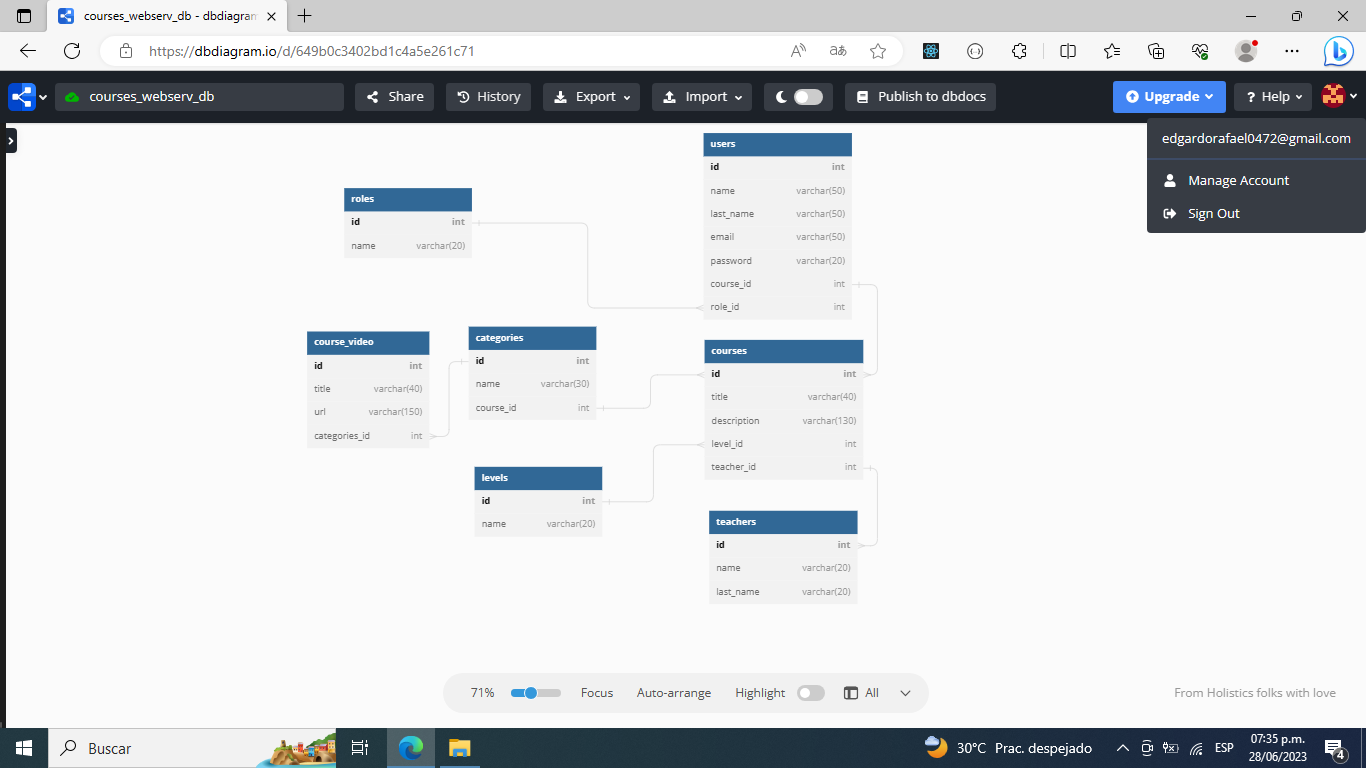 courses_webserv_db - dbdiagram
https://dbdiagram.io/d/649b0c3402bd1c4a5e261c71
courses_webserv_db
Share
History
Export
Import
Publish to dbdocs
Upgrade
? Help
edgardorafael0472@gmail.com
Manage Account
Sign Out
users
id int
name varchar(50)
last_name varchar(50)
email varchar(50)
password varchar(20)
course_id int
role_id int
roles
id int
name varchar(20)
course_video
id int
title varchar(40)
url varchar(150)
categories_id int
categories
id int
name varchar(30)
course_id int
courses
id int
title varchar(40)
description varchar(130)
level_id int
teacher_id int
levels
id int
name varchar(20)
teachers
id int
name varchar(20)
last_name varchar(20)
71%
Focus
Auto-arrange
Highlight
All
From Holistics folks with love
Buscar
30°C Prac. despejado
ESP
07:35 p.m.
28/06/2023
4